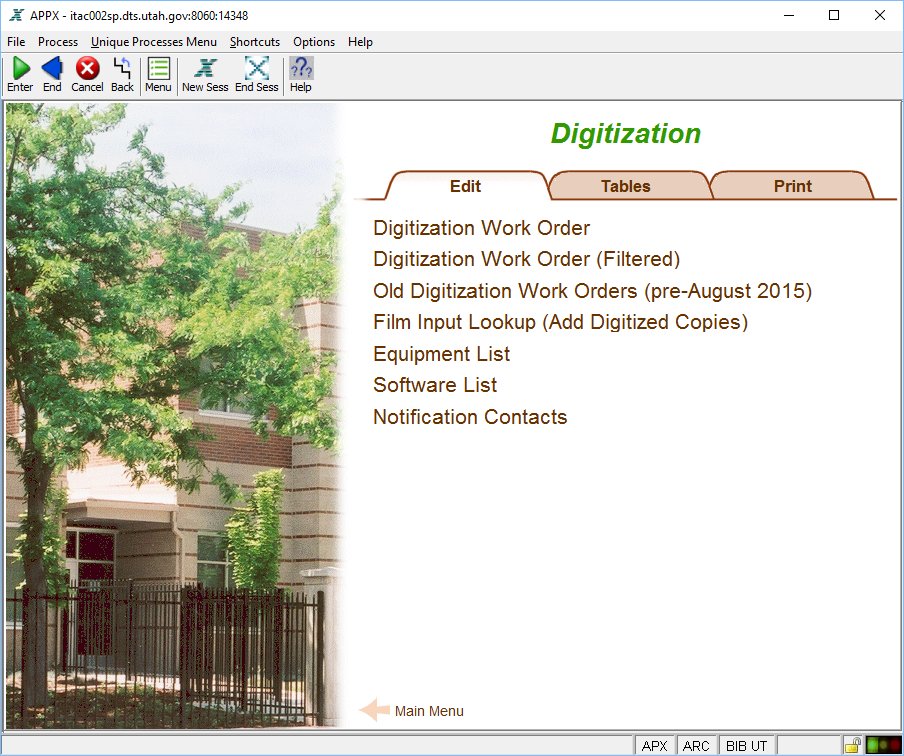 APPX - itac002sp.dts.utah.gov:8060:14348
File Process Unique Processes Menu Shortcuts Options Help
Enter End Cancel Back Menu New Sess End Sess Help
Digitization
Edit Tables Print
Digitization Work Order
Digitization Work Order (Filtered)
Old Digitization Work Orders (pre-August 2015)
Film Input Lookup (Add Digitized Copies)
Equipment List
Software List
Notification Contacts
Main Menu
APX ARC BIB UT